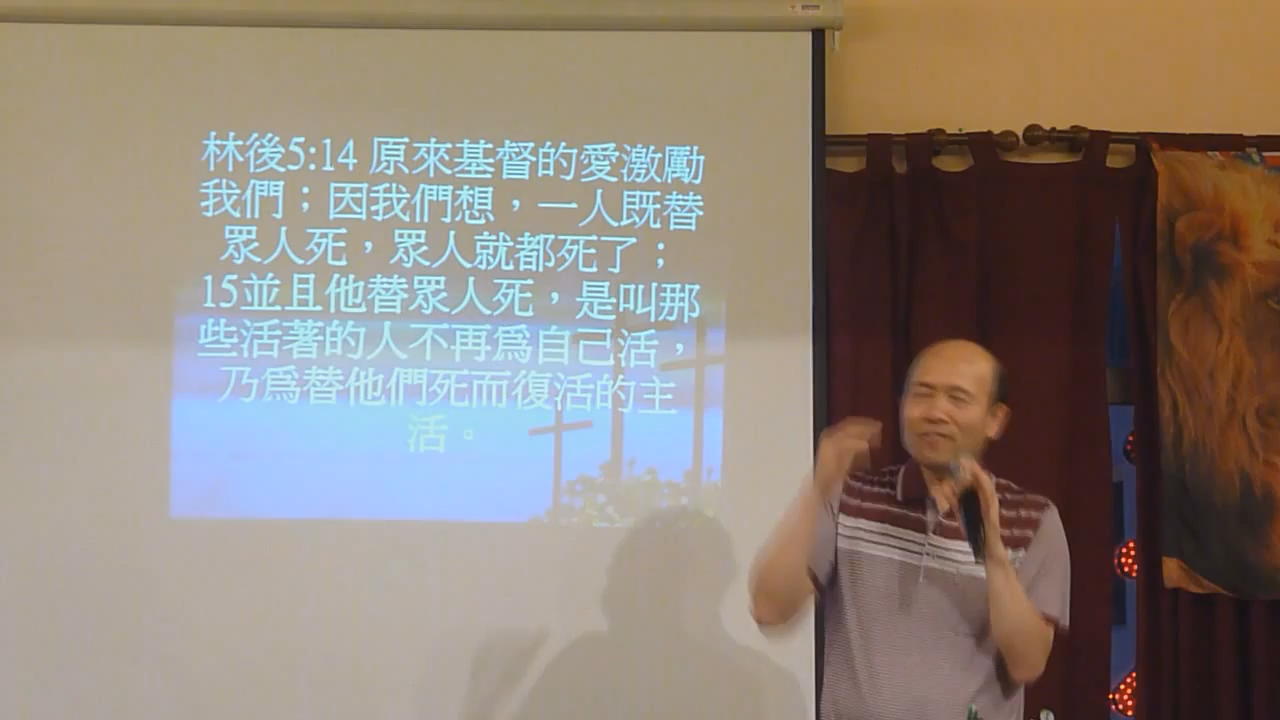 林後5:14 原來基督的愛激勵
我們；因我們想，一人既替
眾人死，眾人就都死了；
15並且他替眾人死，是叫那
些活著的人不再為自己活，
乃為替他們死而復活的主
活。